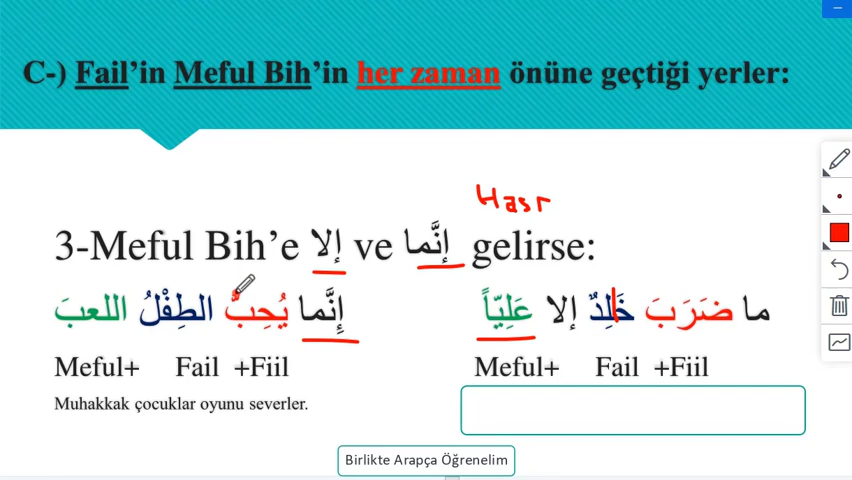 C-) Fail’in Meful Bih’in her zaman önüne geçtiği yerler:
Hasr
3-Meful Bih’e إلا ve إنَّما gelirse:
إِنَّما يُحِبُّ الطِفْلُ اللعبَ
Meful+ Fail +Fiil
Muhakkak çocuklar oyunu severler.
ما ضَرَبَ خَلِدٌ إلا عَلِيّاً
Meful+ Fail +Fiil
Birlikte Arapça Öğrenelim